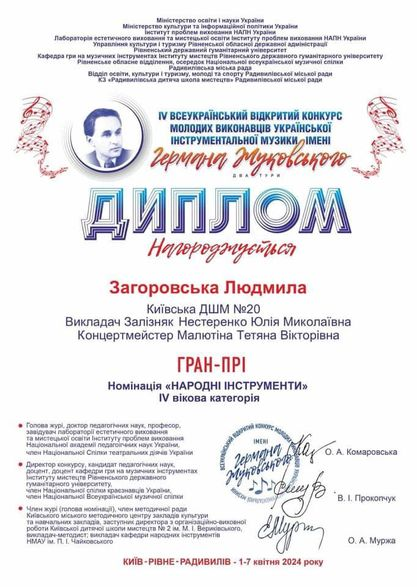 Міністерство освіти і науки України
Міністерство культури та інформаційної політики України
Інститут проблем виховання НАПН України
Лабораторія естетичного виховання та мистецької освіти Інституту проблем виховання НАПН України
Управління культури і туризму Рівненської обласної державної адміністрації
Рівненський державний гуманітарний університет
Кафедра гри на музичних інструментах Інституту мистецтв Рівненського державного гуманітарного університету
Рівненське обласне відділення, осередок Національної всеукраїнської музичної спілки
Радивилівська міська рада
Відділ освіти, культури і туризму, молоді та спорту Радивилівської міської ради
КЗ «Радивилівська дитяча школа мистецтв» Радивилівської міської ради
IV ВСЕУКРАЇНСЬКИЙ ВІДКРИТИЙ КОНКУРС
МОЛОДИХ ВИКОНАВЦІВ УКРАЇНСЬКОЇ
ІНСТРУМЕНТАЛЬНОЇ МУЗИКИ ІМЕНІ
Германа Жуковського
ДВА ТУРИ
ДИПЛОМ
Нагороджується
Загоровська Людмила
Київська ДШМ №20
Викладач Залізняк Нестеренко Юлія Миколаївна
Концертмейстер Малютіна Тетяна Вікторівна
ГРАН-ПРІ
Номінація «НАРОДНІ ІНСТРУМЕНТИ»
IV вікова категорія
Голова журі, доктор педагогічних наук, професор,
завідувач лабораторії естетичного виховання
та мистецької освіти Інституту проблем виховання
Національної академії педагогічних наук України,
член Національної Спілки театральних діячів України
О. А. Комаровська
Директор конкурсу, кандидат педагогічних наук,
доцент, доцент кафедри гри на музичних інструментах
Інституту мистецтв Рівненського державного
гуманітарного університету,
член Національної спілки краєзнавців України,
член Національної Всеукраїнської музичної спілки
В. І. Прокопчук
Член журі (голова номінації), член методичної ради
Київського міського методичного центру закладів культури
та навчальних закладів, заступник директора з організаційно-виховної
роботи Київської дитячої школи мистецтв № 2 ім. М. І. Вериківського,
викладач-методист; викладач кафедри народних інструментів
НМАУ ім. П. І. Чайковського
О. А. Муржа
КИЇВ-РІВНЕ-РАДИВИЛІВ - 1-7 квітня 2024 року